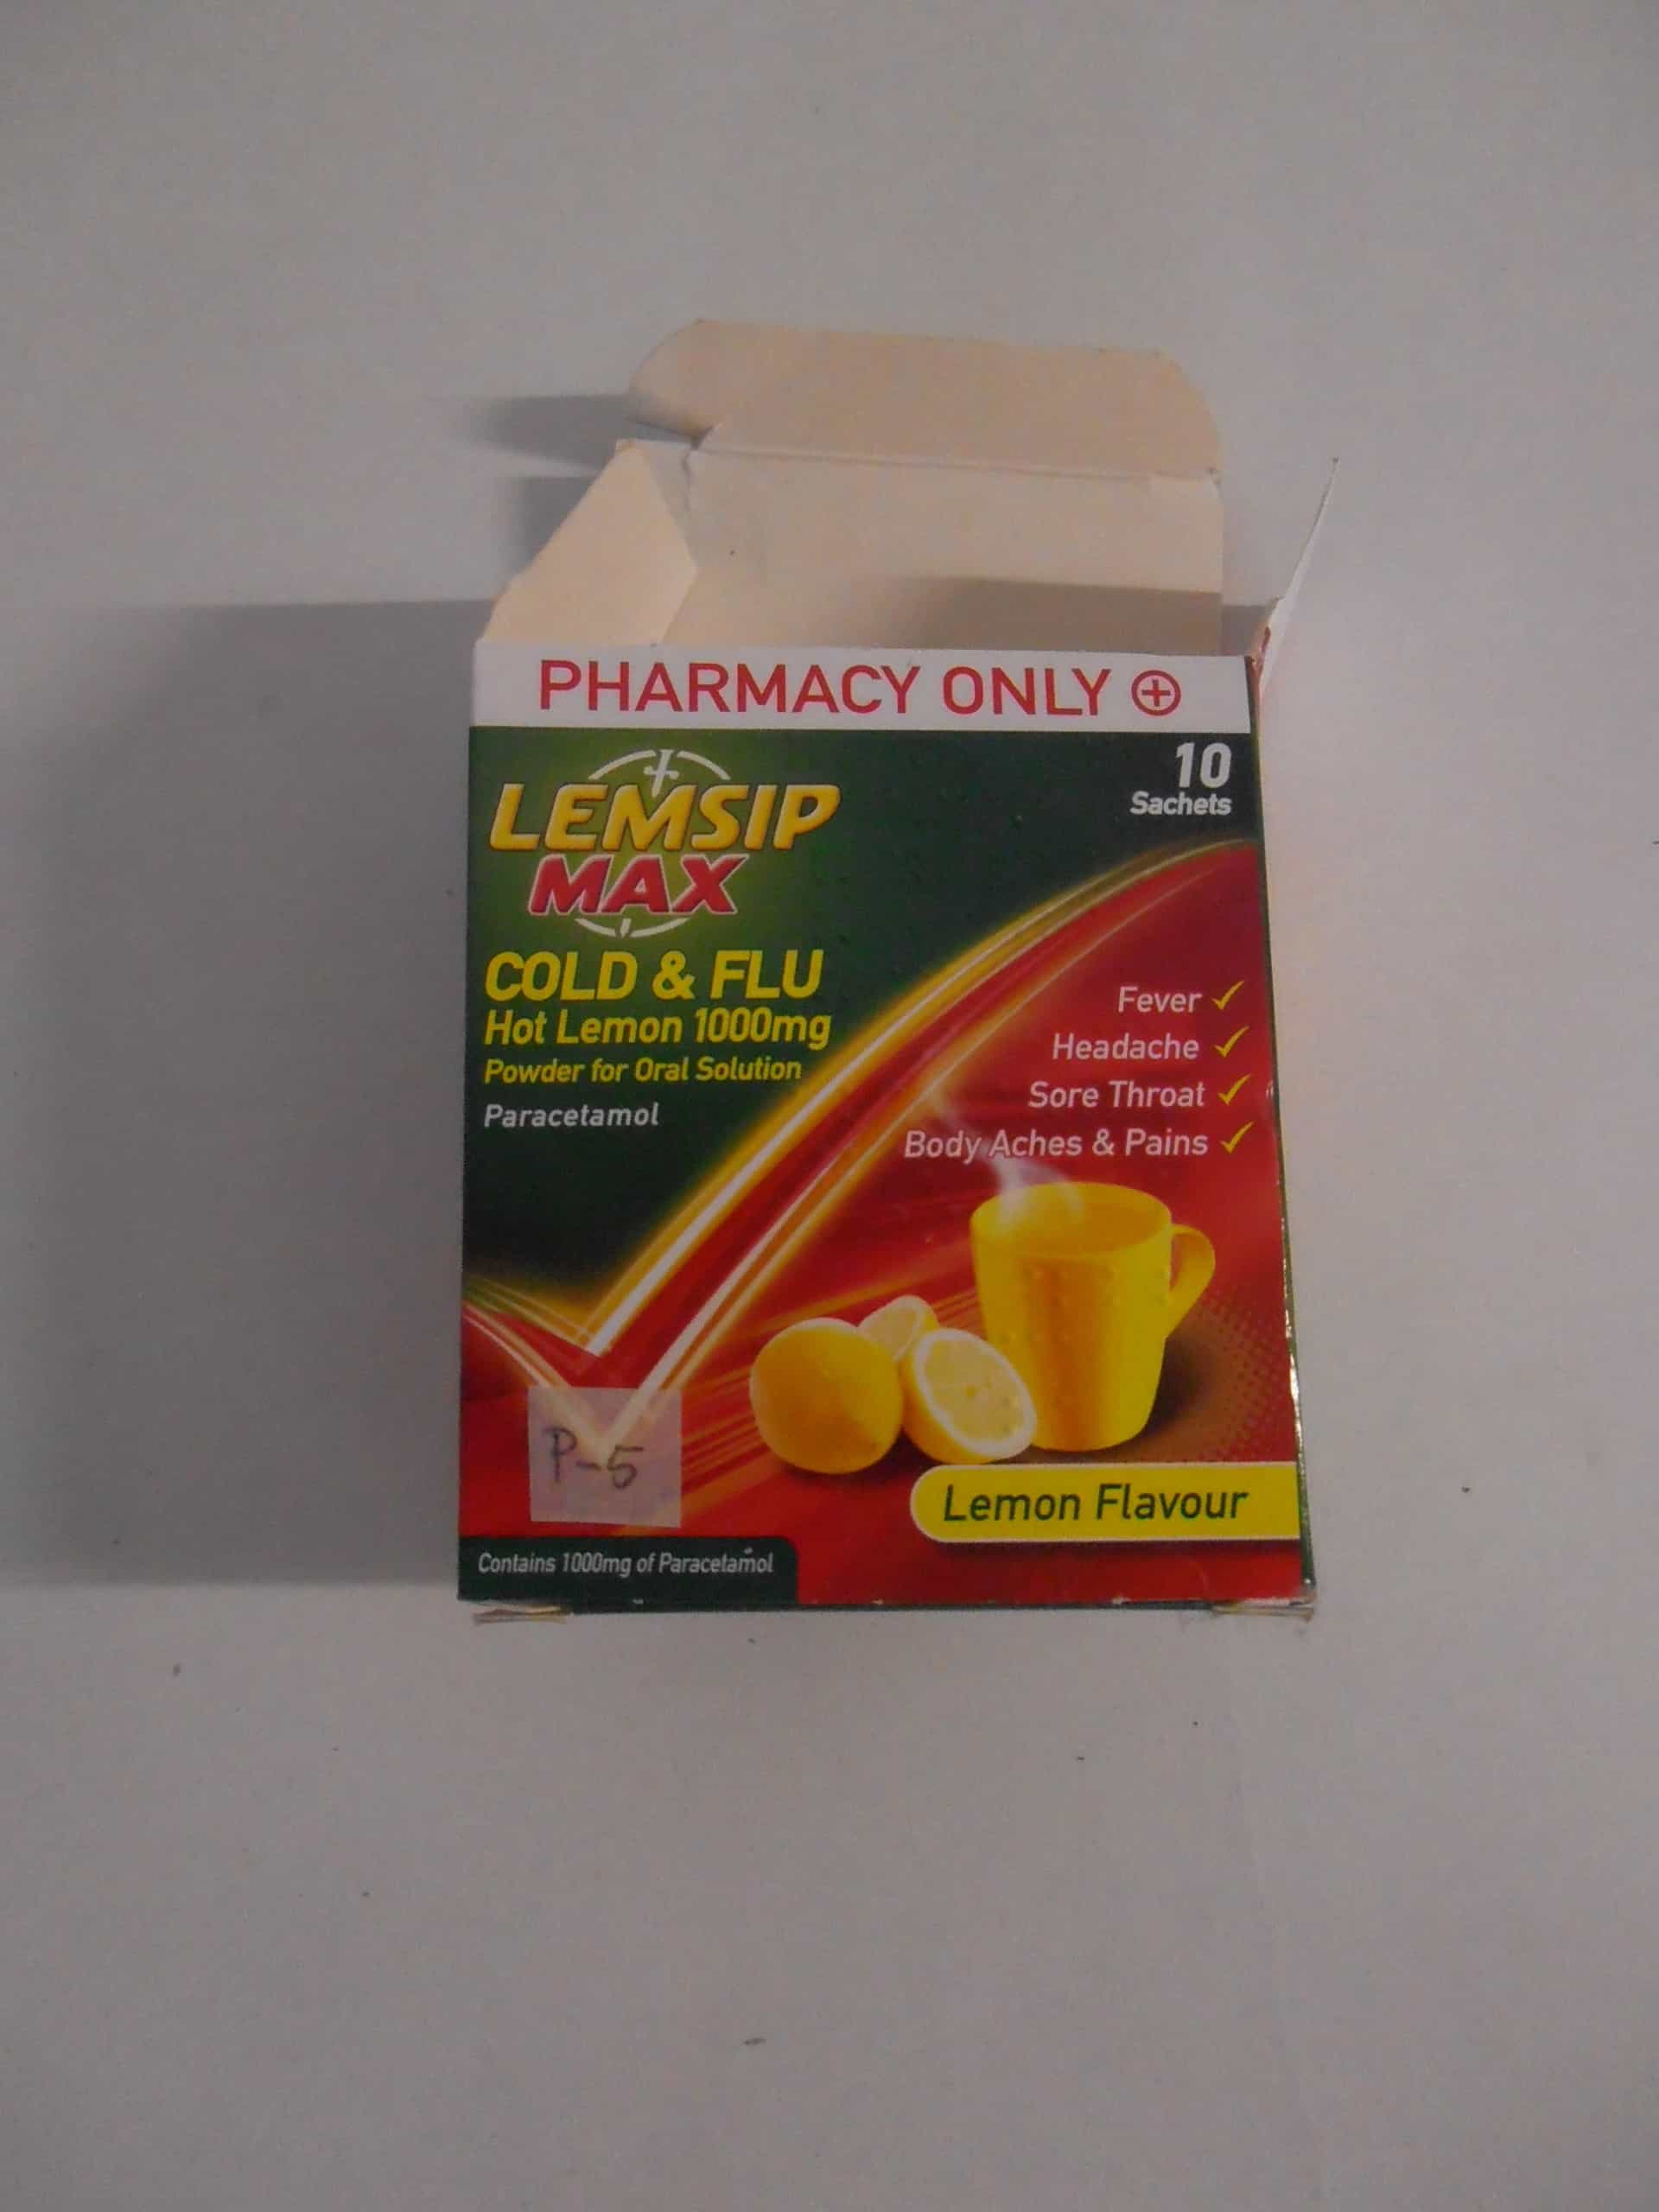 PHARMACY ONLY
10
Sachets
LEMSIP
MAX
COLD & FLU
Hot Lemon 1000mg
Powder for Oral Solution
Paracetamol
Fever ✓
Headache ✓
Sore Throat ✓
Body Aches & Pains ✓
P-5
Lemon Flavour
Contains 1000mg of Paracetamol